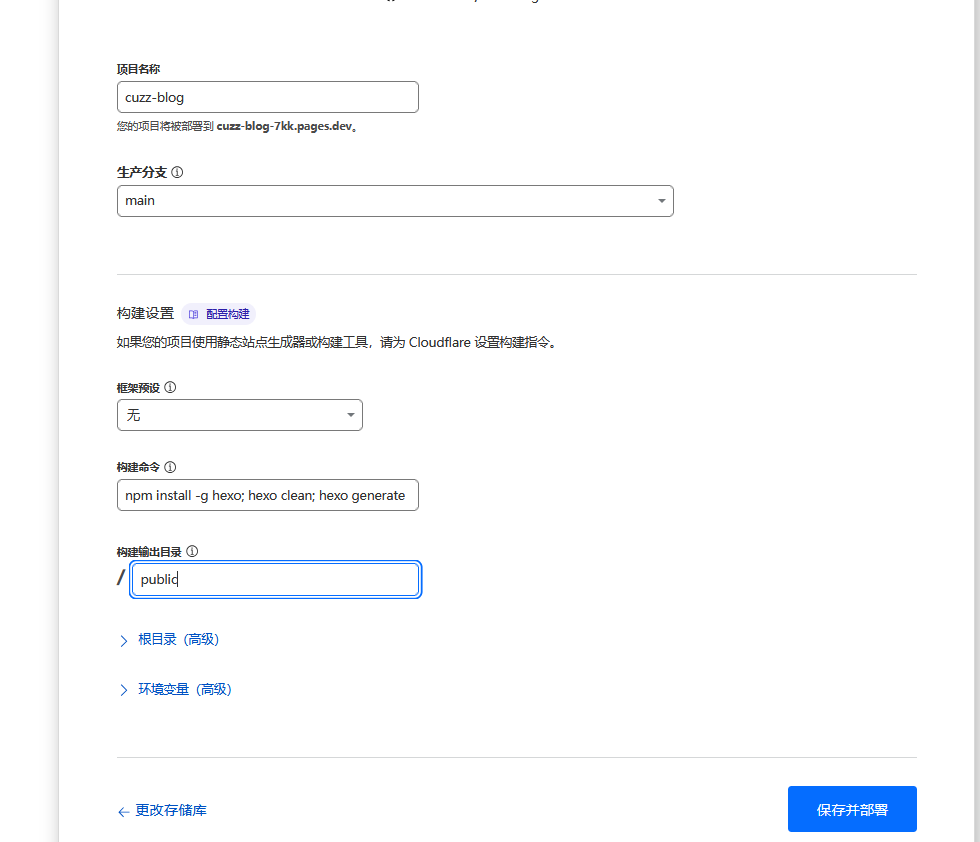 项目名称
cuzz-blog
您的项目将被部署到 cuzz-blog-7kk.pages.dev。
生产分支
main
构建设置 配置构建
如果您的项目使用静态站点生成器或构建工具，请为 Cloudflare 设置构建指令。
框架预设
无
构建命令
npm install -g hexo; hexo clean; hexo generate
构建输出目录
/ public
根目录（高级）
环境变量（高级）
← 更改存储库
保存并部署